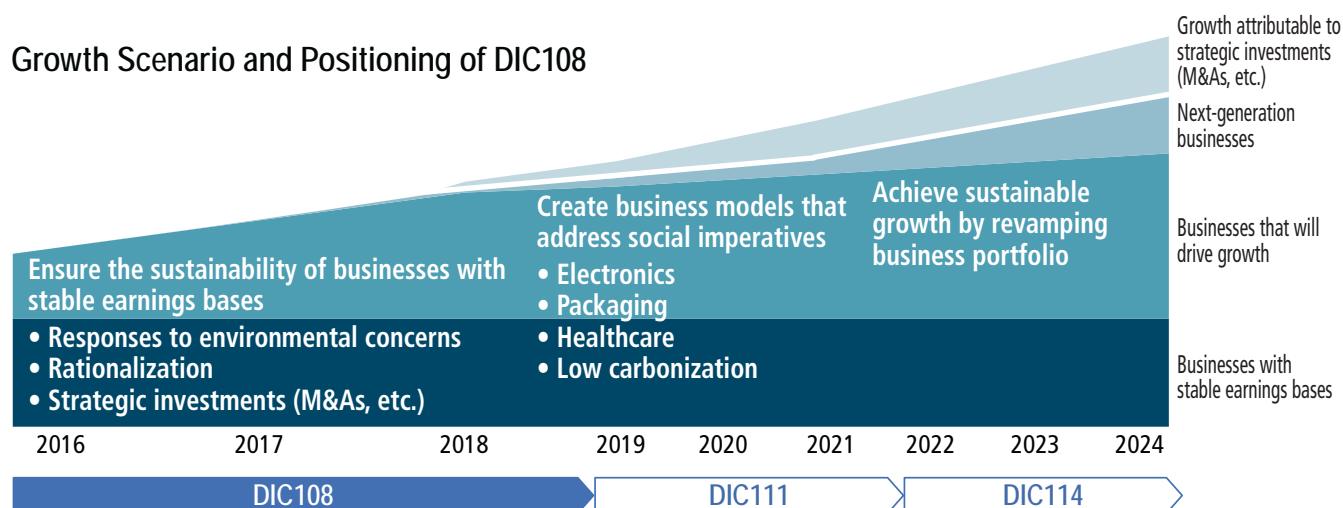 Growth Scenario and Positioning of DIC108
Growth attributable to
strategic investments
(M&As, etc.)
Next-generation
businesses
Businesses that will
drive growth
Businesses with
stable earnings bases
Ensure the sustainability of businesses with
stable earnings bases
• Responses to environmental concerns
• Rationalization
• Strategic investments (M&As, etc.)
Create business models that
address social imperatives
• Electronics
• Packaging
• Healthcare
• Low carbonization
Achieve sustainable
growth by revamping
business portfolio
2016 2017 2018 2019 2020 2021 2022 2023 2024
DIC108 DIC111 DIC114